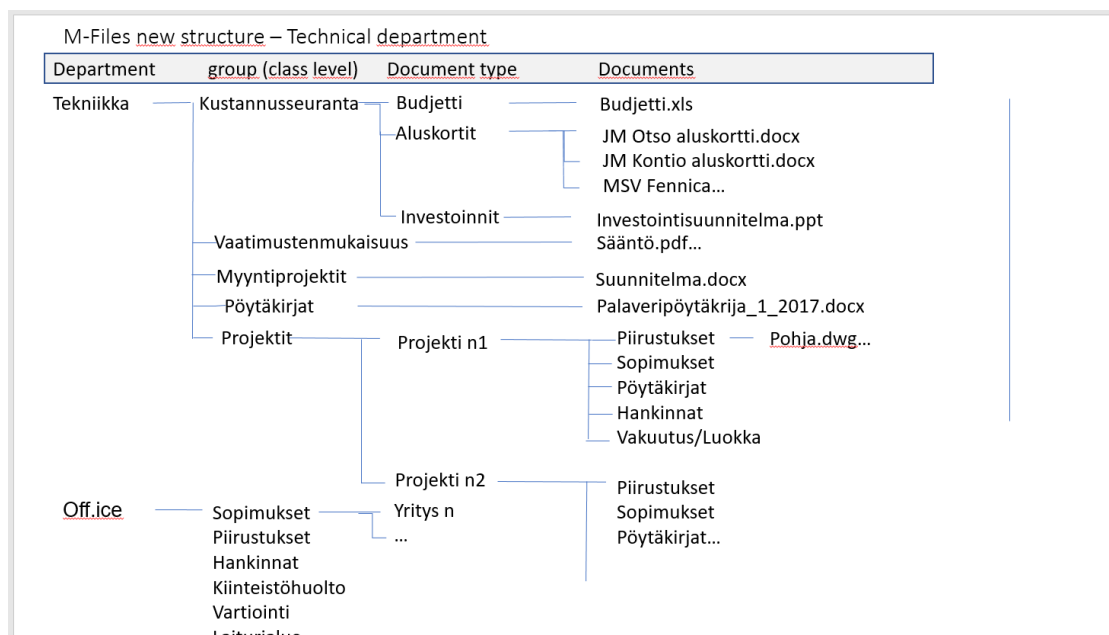 M-Files new structure – Technical department
Department group (class level) Document type Documents
Tekniikka Kustannusseuranta Budjetti Budjetti.xls
Aluskortit JM Otso aluskortti.docx
JM Kontio aluskortti.docx
MSV Fennica…
Investoinnit Investointisuunnitelma.ppt
Vaatimustenmukaisuus Sääntö.pdf…
Myyntiprojektit Suunnitelma.docx
Pöytäkirjat Palaveripöytäkrija_1_2017.docx
Projektit Projekti n1 Piirustukset Pohja.dwg…
Sopimukset
Pöytäkirjat
Hankinnat
Vakuutus/Luokka
Projekti n2 Piirustukset
Off.ice Sopimukset Yritys n Sopimukset
Piirustukset … Pöytäkirjat…
Hankinnat
Kiinteistöhuolto
Vartiointi